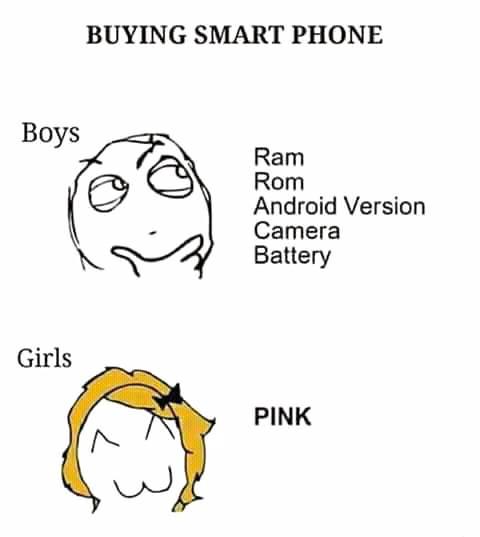 BUYING SMART PHONE
Boys
Ram
Rom
Android Version
Camera
Battery
Girls
PINK